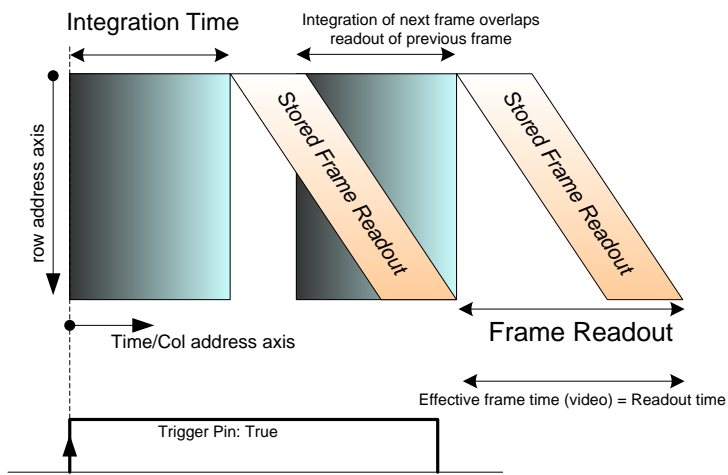 Integration Time
Integration of next frame overlaps
readout of previous frame
row address axis
Stored Frame Readout
Stored Frame Readout
Time/Col address axis
Frame Readout
Effective frame time (video) = Readout time
Trigger Pin: True